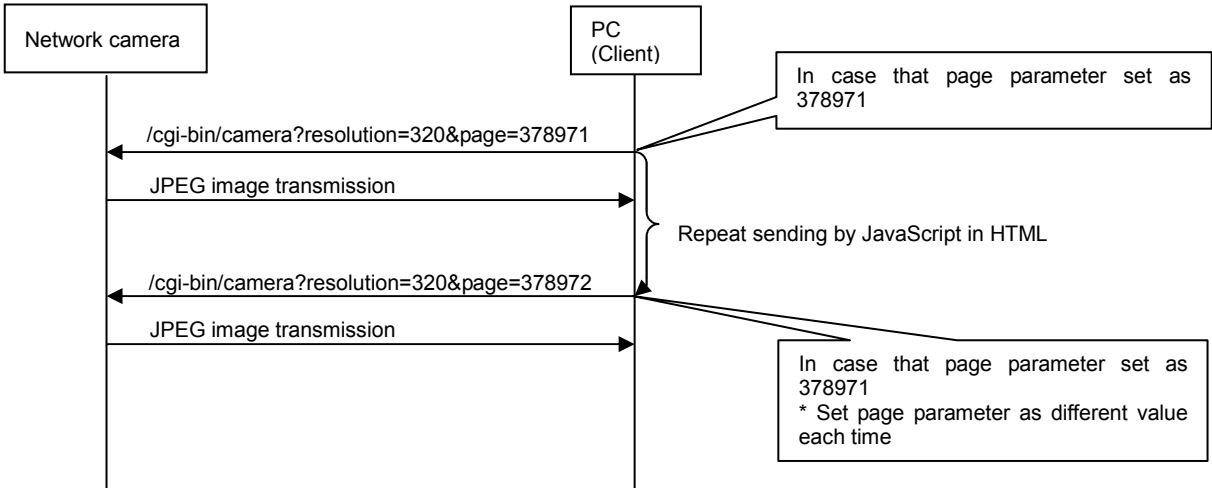 Network camera
PC
(Client)
In case that page parameter set as
378971
/cgi-bin/camera?resolution=320&page=378971
JPEG image transmission
Repeat sending by JavaScript in HTML
/cgi-bin/camera?resolution=320&page=378972
JPEG image transmission
In case that page parameter set as
378971
* Set page parameter as different value
each time